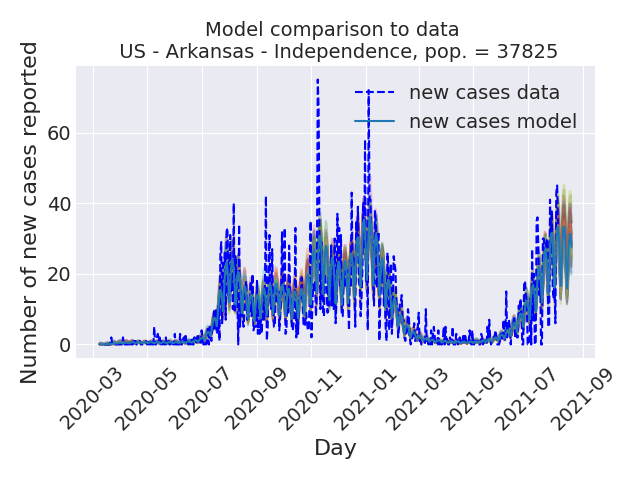 Model comparison to data
US - Arkansas - Independence, pop. = 37825
Number of new cases reported
new cases data
new cases model
60
40
20
0
2020-03
2020-05
2020-07
2020-09
2020-11
2021-01
2021-03
2021-05
2021-07
2021-09
Day